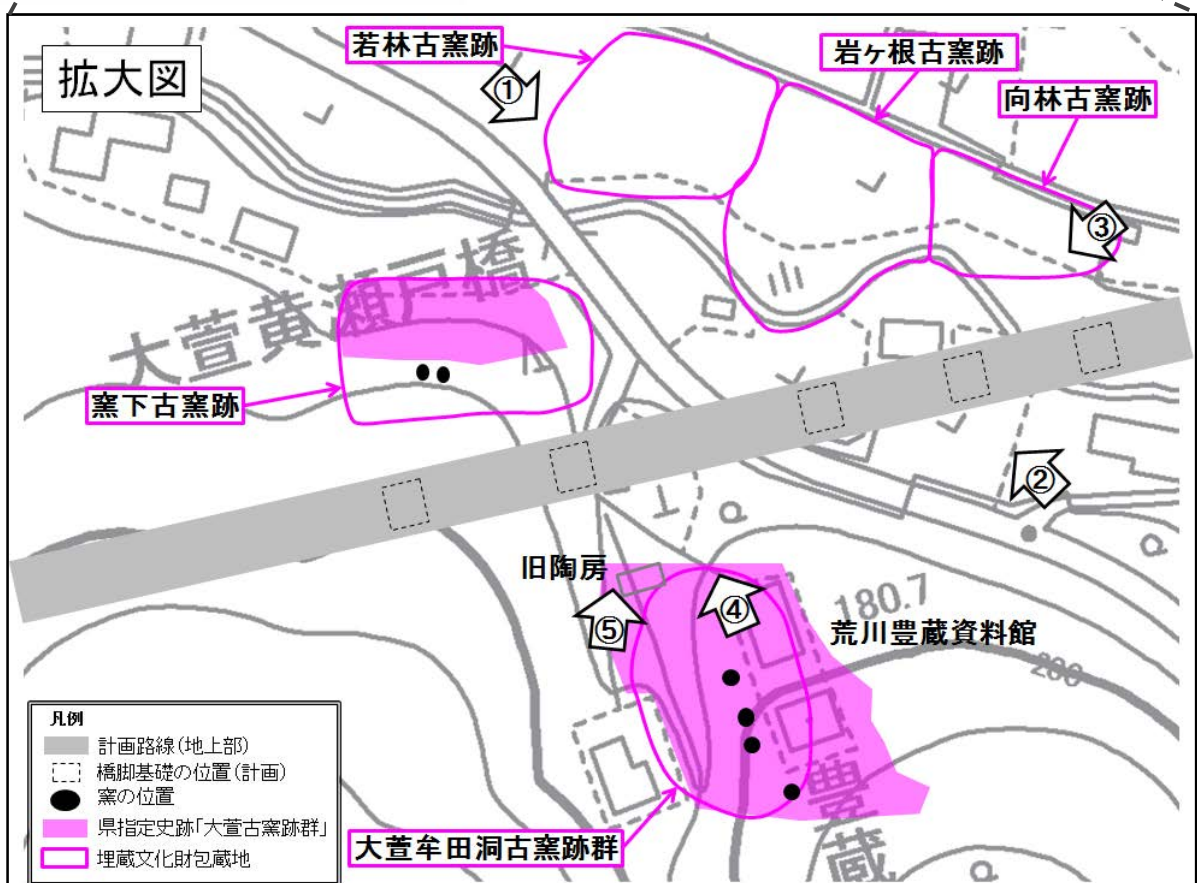 拡大図
若林古窯跡
岩ヶ根古窯跡
向林古窯跡
①
③
大萱黄瀬戸橋
窯下古窯跡
②
旧陶房
⑤
④
180.7
荒川豊蔵資料館
200
豊蔵
大萱牟田洞古窯跡群
凡例
計画路線(地上部)
橋脚基礎の位置(計画)
窯の位置
県指定史跡「大萱古窯跡群」
埋蔵文化財包蔵地